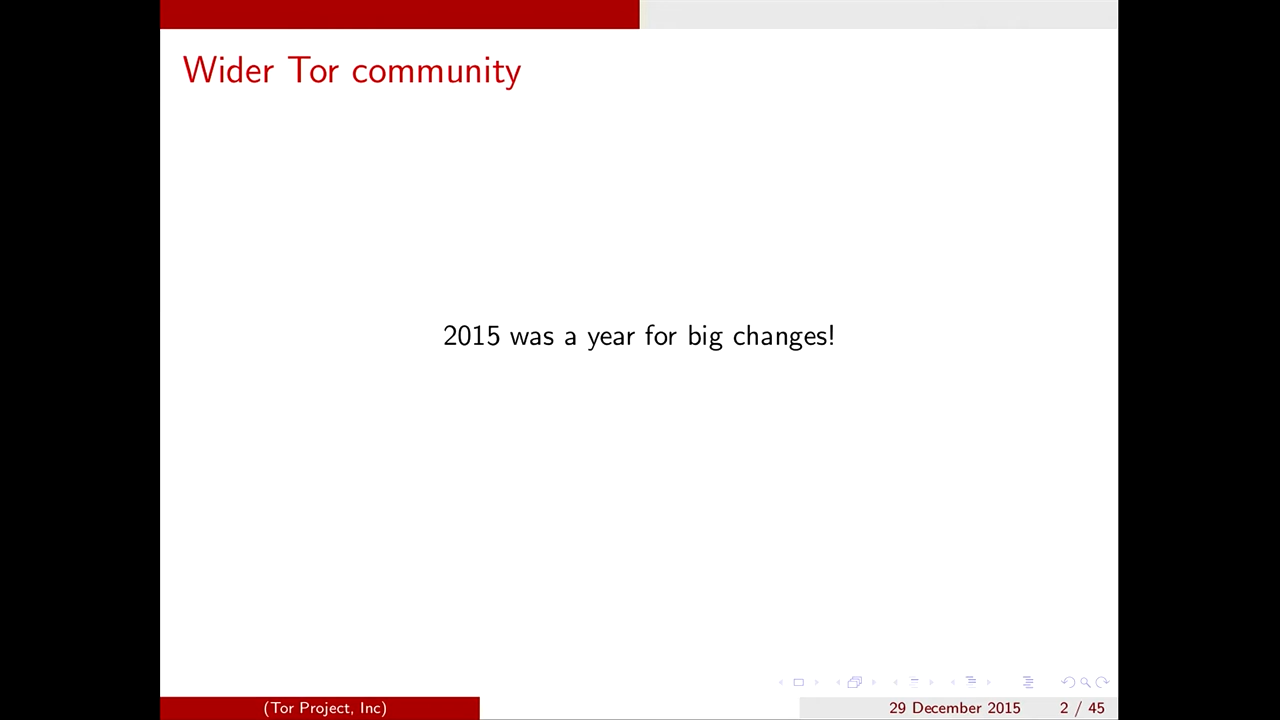 Wider Tor community
2015 was a year for big changes!
(Tor Project, Inc)
29 December 2015
2 / 45